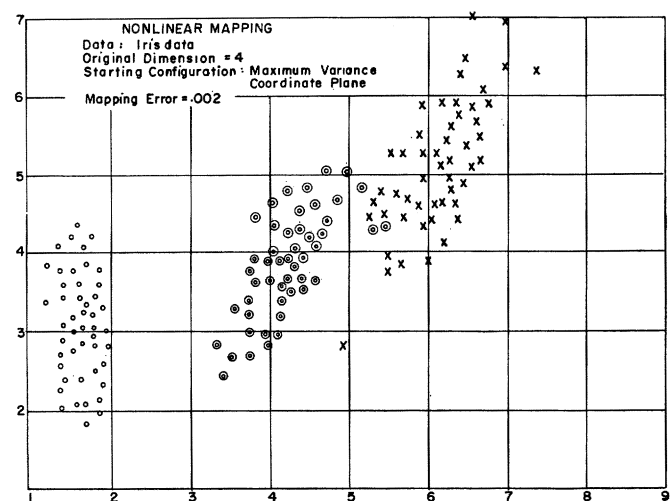 NONLINEAR MAPPING
Data : Iris data
Original Dimension = 4
Starting Configuration : Maximum Variance
Coordinate Plane
Mapping Error = .002
7
6
5
4
3
2
1 2 3 4 5 6 7 8 9